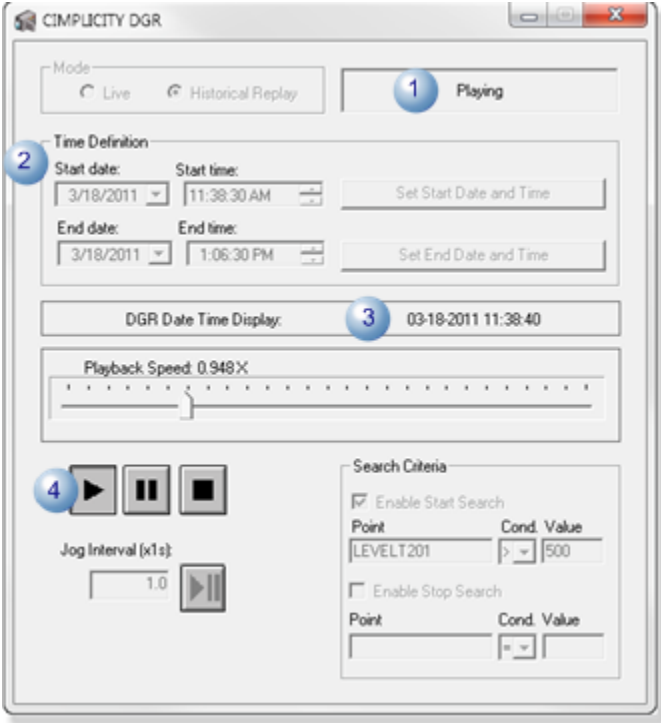 CIMPLICITY DGR
Mode
Live Historical Replay
1 Playing
Time Definition
2
Start date: Start time:
3/18/2011 11:38:30 AM Set Start Date and Time
End date: End time:
3/18/2011 1:06:30 PM Set End Date and Time
DGR Date Time Display: 3 03-18-2011 11:38:40
Playback Speed: 0.948X
4
Jog Interval (x1s):
1.0
Search Criteria
Enable Start Search
Point Cond. Value
LEVELT201 > 500
Enable Stop Search
Point Cond. Value
=